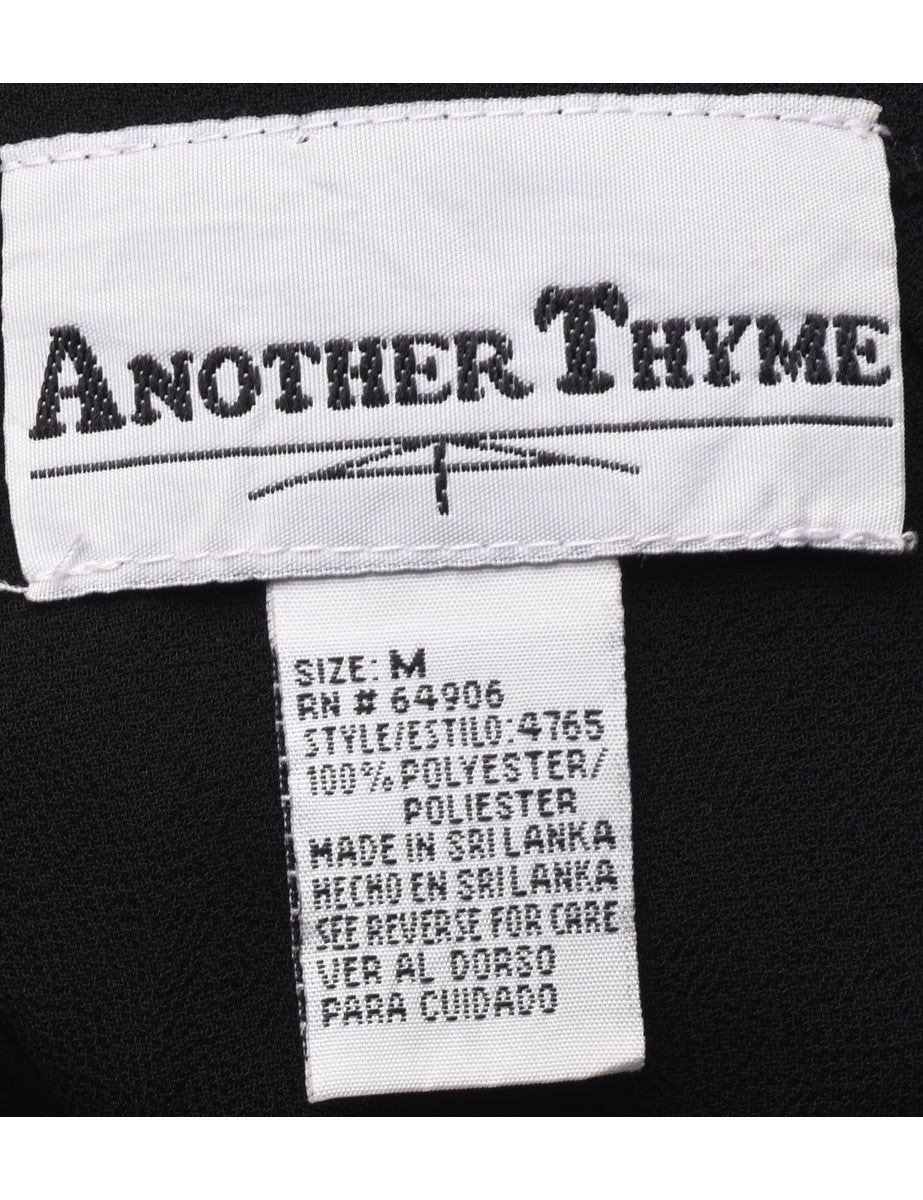 ANOTHER THYME
SIZE: M
RN # 64906
STYLE/ESTILO: 4765
100% POLYESTER/
POLIESTER
MADE IN SRI LANKA
HECHO EN SRI LANKA
SEE REVERSE FOR CARE
VER AL DORSO
PARA CUIDADO